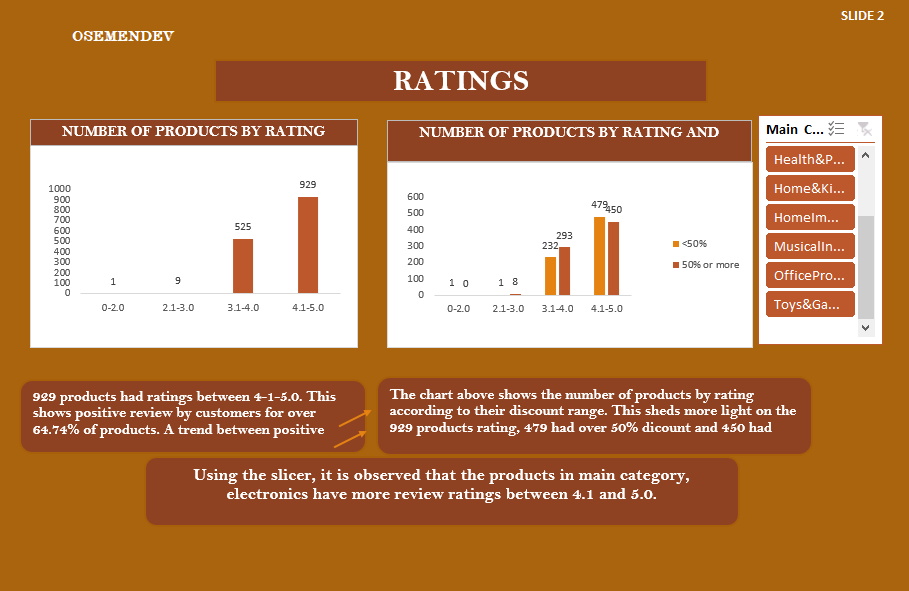 SLIDE 2
OSEMENDEV
RATINGS
NUMBER OF PRODUCTS BY RATING
1000
900
800
700
600
500
400
300
200
100
0
1
9
525
929
0-2.0
2.1-3.0
3.1-4.0
4.1-5.0
NUMBER OF PRODUCTS BY RATING AND
600
500
400
300
200
100
0
1
0
1
8
232
293
479
450
0-2.0
2.1-3.0
3.1-4.0
4.1-5.0
<50%
50% or more
Main C...
Health&P...
Home&Ki...
HomeIm...
MusicalIn...
OfficePro...
Toys&Ga...
929 products had ratings between 4-1-5.0. This
shows positive review by customers for over
64.74% of products. A trend between positive
The chart above shows the number of products by rating
according to their discount range. This sheds more light on the
929 products rating, 479 had over 50% dicount and 450 had
Using the slicer, it is observed that the products in main category,
electronics have more review ratings between 4.1 and 5.0.